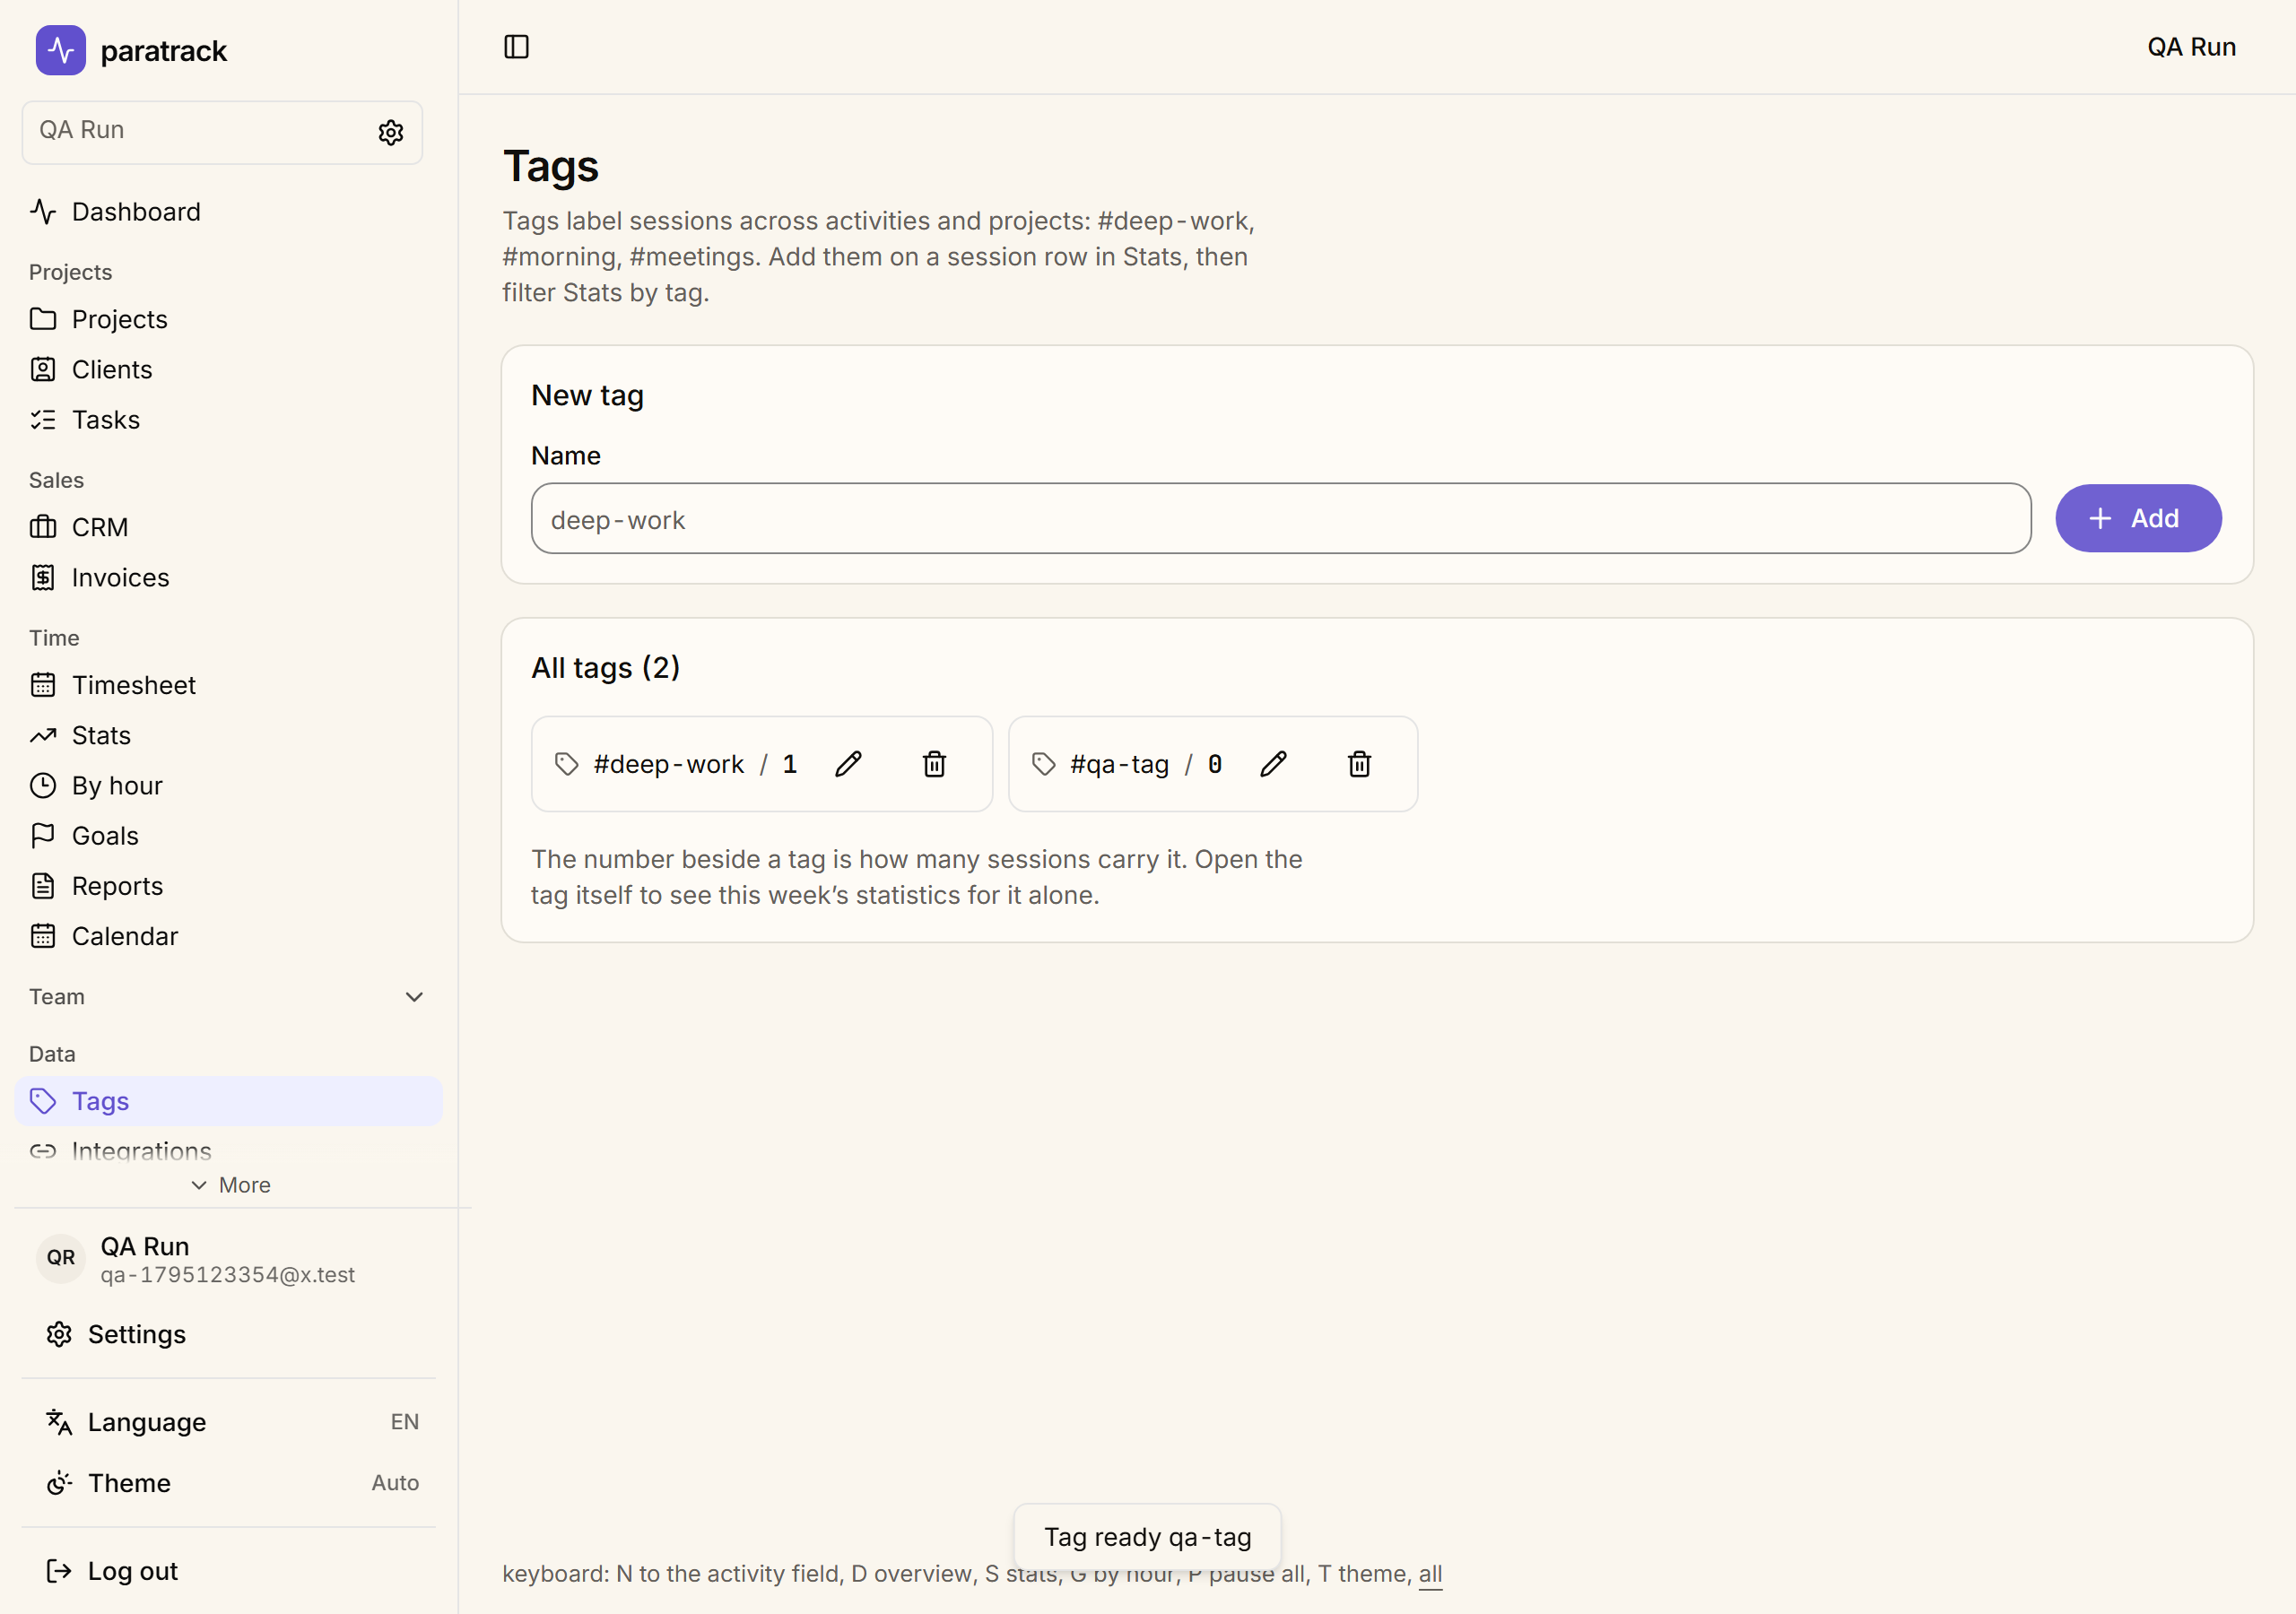 paratrack
QA Run
QA Run
Dashboard
Projects
Projects
Clients
Tasks
Sales
CRM
Invoices
Time
Timesheet
Stats
By hour
Goals
Reports
Calendar
Team
Data
Tags
Integrations
More
QR
QA Run
qa-1795123354@x.test
Settings
Language EN
Theme Auto
Log out
Tags
Tags label sessions across activities and projects: #deep-work,
#morning, #meetings. Add them on a session row in Stats, then
filter Stats by tag.
New tag
Name
deep-work
Add
All tags (2)
#deep-work / 1
#qa-tag / 0
The number beside a tag is how many sessions carry it. Open the
tag itself to see this week’s statistics for it alone.
Tag ready qa-tag
keyboard: N to the activity field, D overview, S stats, G by hour, P pause all, T theme, all